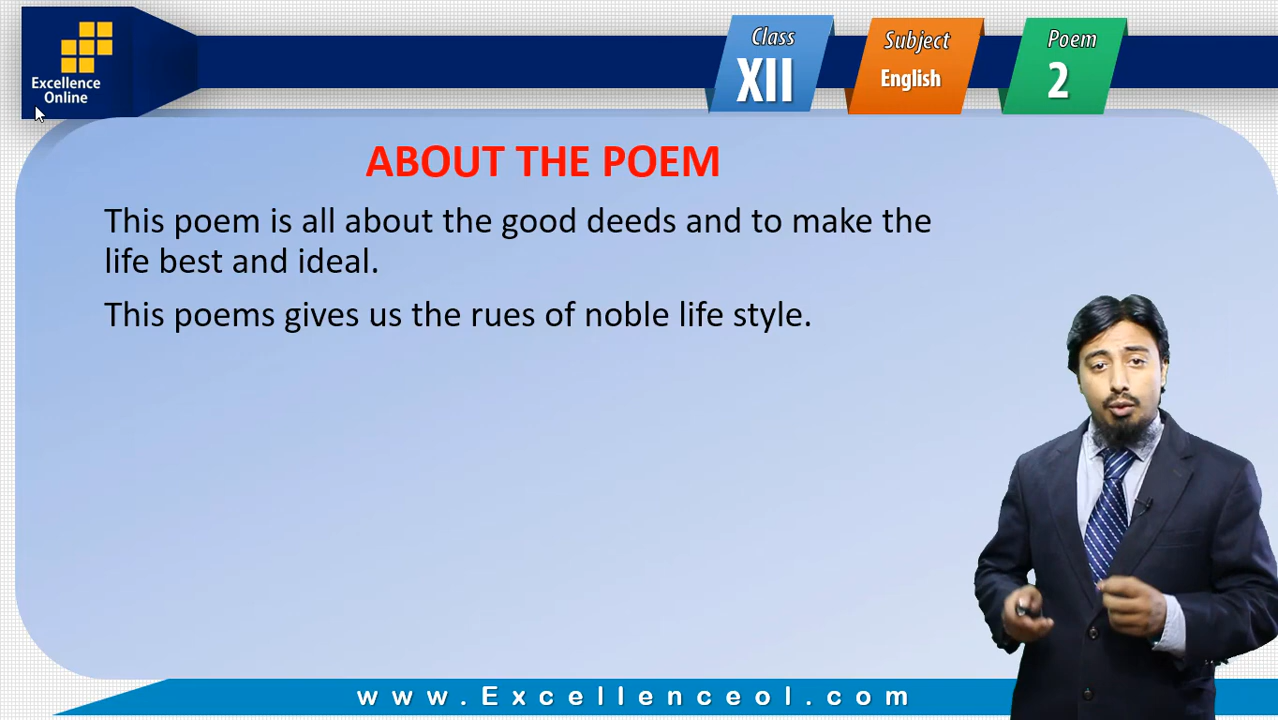 Excellence
Online
Class
XII
Subject
English
Poem
2
ABOUT THE POEM
This poem is all about the good deeds and to make the
life best and ideal.
This poems gives us the rues of noble life style.
www.Excellenceol.com